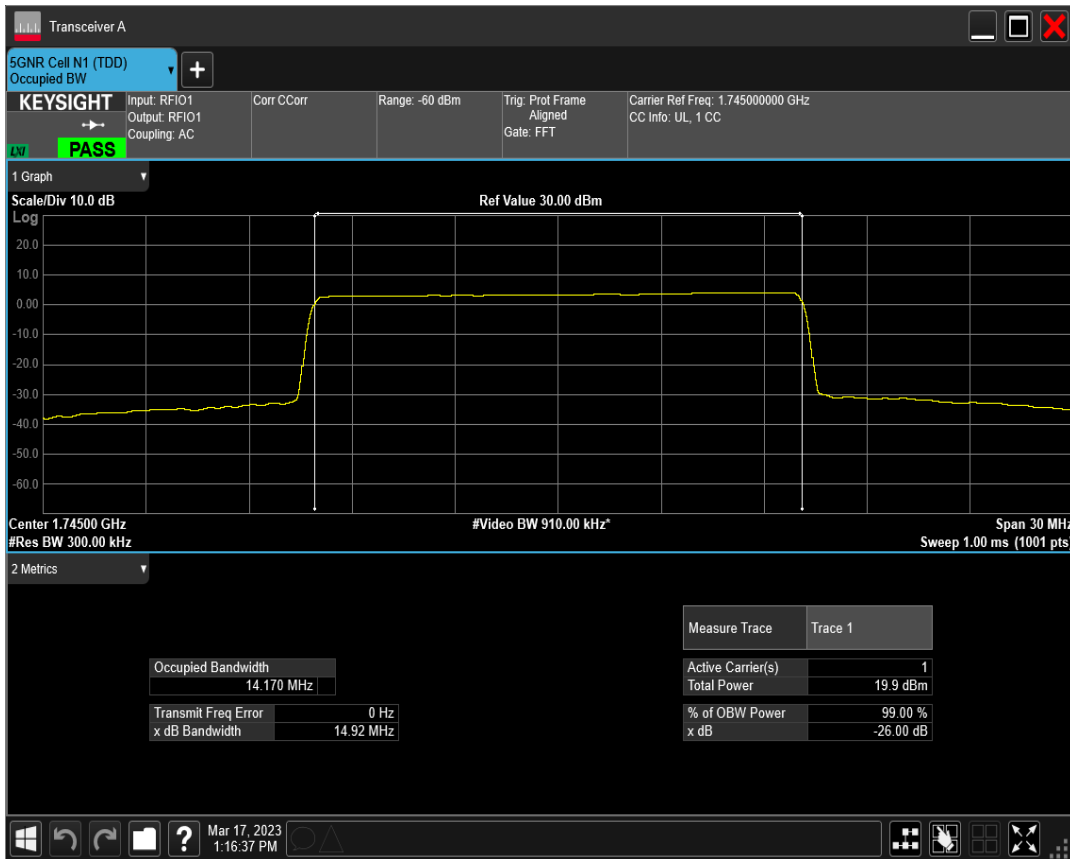 Transceiver A
5GNR Cell N1 (TDD)
Occupied BW
KEYSIGHT
LXI
PASS
Input: RFIO1
Output: RFIO1
Coupling: AC
Corr CCorr
Range: -60 dBm
Trig: Prot Frame
Aligned
Gate: FFT
Carrier Ref Freq: 1.745000000 GHz
CC Info: UL, 1 CC
1 Graph
Scale/Div 10.0 dB
Ref Value 30.00 dBm
Log
20.0
10.0
0.00
-10.0
-20.0
-30.0
-40.0
-50.0
-60.0
Center 1.74500 GHz
#Video BW 910.00 kHz*
Span 30 MHz
#Res BW 300.00 kHz
Sweep 1.00 ms (1001 pts)
2 Metrics
Measure Trace Trace 1
Occupied Bandwidth
14.170 MHz
Active Carrier(s) 1
Total Power 19.9 dBm
Transmit Freq Error 0 Hz
x dB Bandwidth 14.92 MHz
% of OBW Power 99.00 %
x dB -26.00 dB
?
Mar 17, 2023
1:16:37 PM